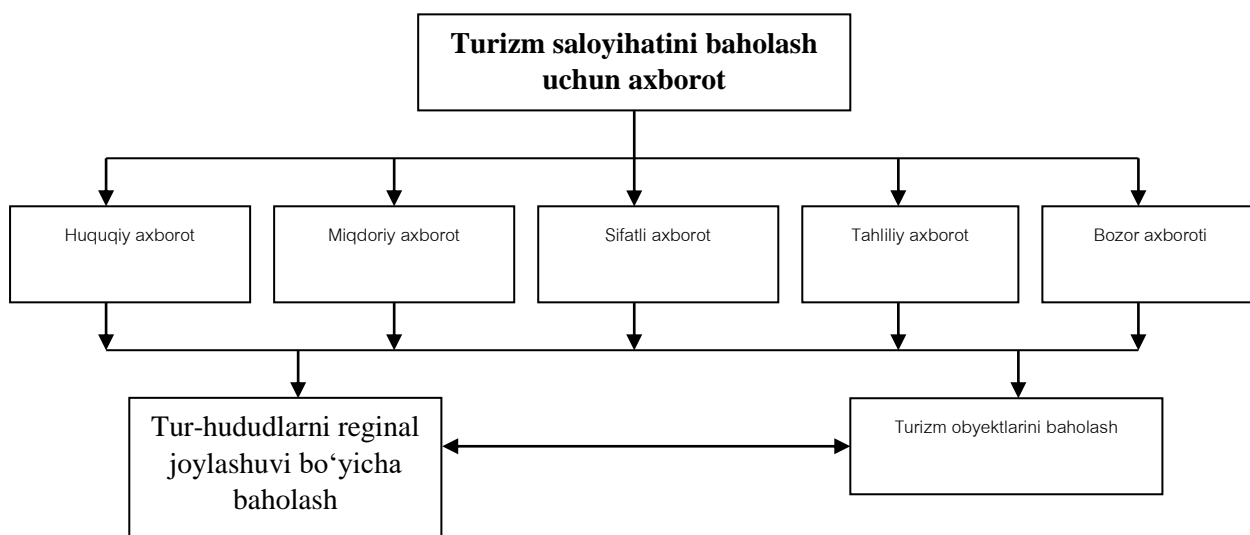 Turizm saloyihatini baholash
uchun axborot
Huquqiy axborot
Miqdoriy axborot
Sifatli axborot
Tahliliy axborot
Bozor axboroti
Tur-hududlarni reginal
joylashuvi bo‘yicha
baholash
Turizm obyektlarini baholash